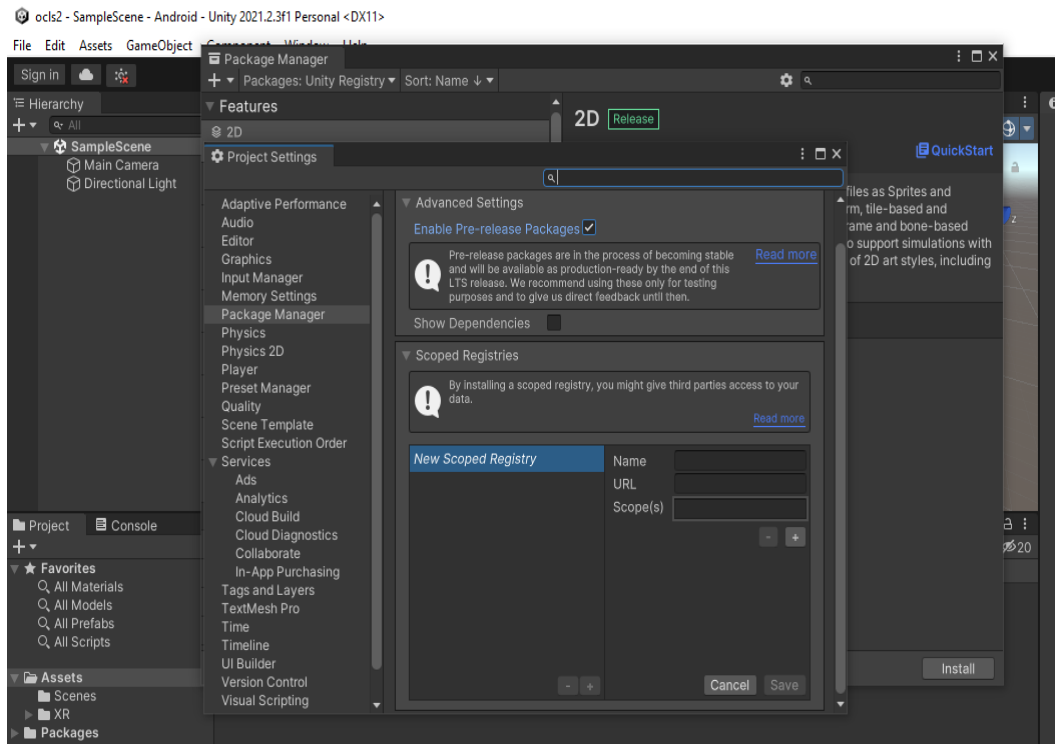 ocls2 - SampleScene - Android - Unity 2021.2.3f1 Personal <DX11>
File Edit Assets GameObject Component Window Help
Sign in
Hierarchy
All
SampleScene
Main Camera
Directional Light
Package Manager
Packages: Unity Registry Sort: Name ↓
Features
2D
2D Release
QuickStart
files as Sprites and
rm, tile-based and
rame and bone-based
o support simulations with
of 2D art styles, including
Install
Project Settings
Adaptive Performance
Audio
Editor
Graphics
Input Manager
Memory Settings
Package Manager
Physics
Physics 2D
Player
Preset Manager
Quality
Scene Template
Script Execution Order
Services
Ads
Analytics
Cloud Build
Cloud Diagnostics
Collaborate
In-App Purchasing
Tags and Layers
TextMesh Pro
Time
Timeline
UI Builder
Version Control
Visual Scripting
Advanced Settings
Enable Pre-release Packages
Pre-release packages are in the process of becoming stable
and will be available as production-ready by the end of this
LTS release. We recommend using these only for testing
purposes and to give us direct feedback until then.
Read more
Show Dependencies
Scoped Registries
By installing a scoped registry, you might give third parties access to your
data.
Read more
New Scoped Registry
Name
URL
Scope(s)
- +
- +
Cancel Save
z
20
Project Console
Favorites
All Materials
All Models
All Prefabs
All Scripts
Assets
Scenes
XR
Packages